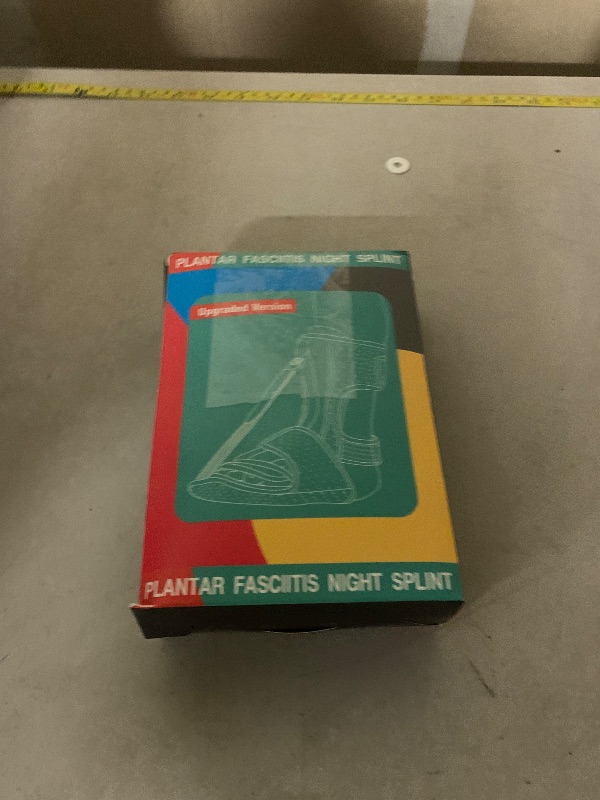 PLANTAR FASCIITIS NIGHT SPLINT
Upgraded Version
PLANTAR FASCIITIS NIGHT SPLINT